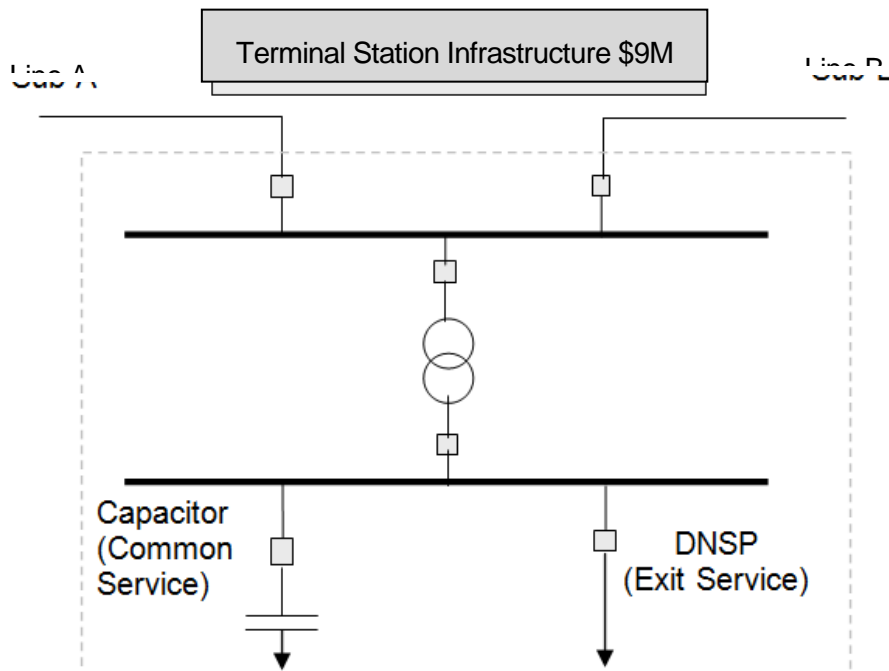 Terminal Station Infrastructure $9M
Capacitor
(Common
Service)
DNSP
(Exit Service)